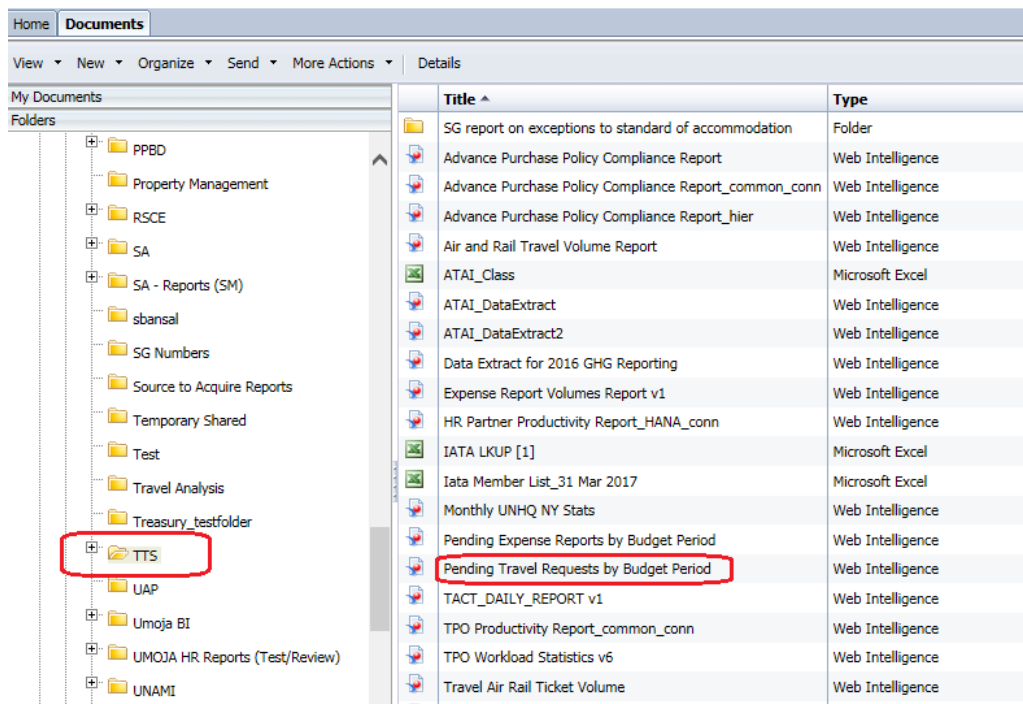 Home Documents
View New Organize Send More Actions Details
My Documents
Folders
PPBD
Property Management
RSCE
SA
SA - Reports (SM)
sbansal
SG Numbers
Source to Acquire Reports
Temporary Shared
Test
Travel Analysis
Treasury_testfolder
TTS
UAP
Umoja BI
UMOJA HR Reports (Test/Review)
UNAMI
Title Type
SG report on exceptions to standard of accommodation Folder
Advance Purchase Policy Compliance Report Web Intelligence
Advance Purchase Policy Compliance Report_common_conn Web Intelligence
Advance Purchase Policy Compliance Report_hier Web Intelligence
Air and Rail Travel Volume Report Web Intelligence
ATAI_Class Microsoft Excel
ATAI_DataExtract Web Intelligence
ATAI_DataExtract2 Web Intelligence
Data Extract for 2016 GHG Reporting Web Intelligence
Expense Report Volumes Report v1 Web Intelligence
HR Partner Productivity Report_HANA_conn Web Intelligence
IATA LKUP [1] Microsoft Excel
Iata Member List_31 Mar 2017 Microsoft Excel
Monthly UNHQ NY Stats Web Intelligence
Pending Expense Reports by Budget Period Web Intelligence
Pending Travel Requests by Budget Period Web Intelligence
TACT_DAILY_REPORT v1 Web Intelligence
TPO Productivity Report_common_conn Web Intelligence
TPO Workload Statistics v6 Web Intelligence
Travel Air Rail Ticket Volume Web Intelligence